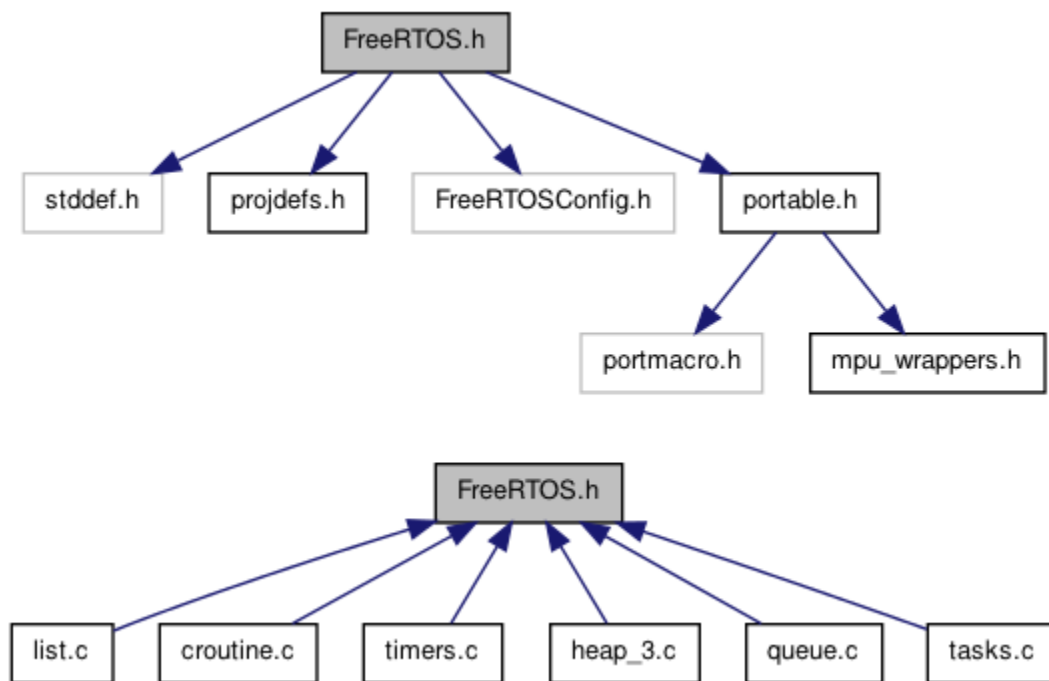 FreeRTOS.h
stddef.h
projdefs.h
FreeRTOSConfig.h
portable.h
portmacro.h
mpu_wrappers.h
FreeRTOS.h
list.c
croutine.c
timers.c
heap_3.c
queue.c
tasks.c